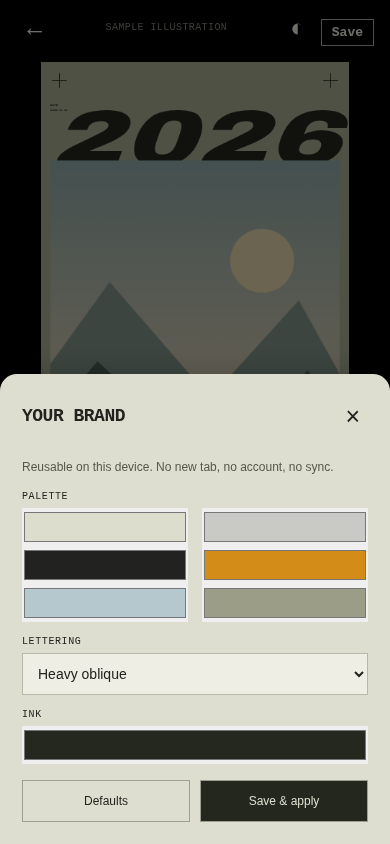 ←
SAMPLE ILLUSTRATION
Save
2026
YOUR BRAND
×
Reusable on this device. No new tab, no account, no sync.
PALETTE
LETTERING
Heavy oblique
INK
Defaults
Save & apply